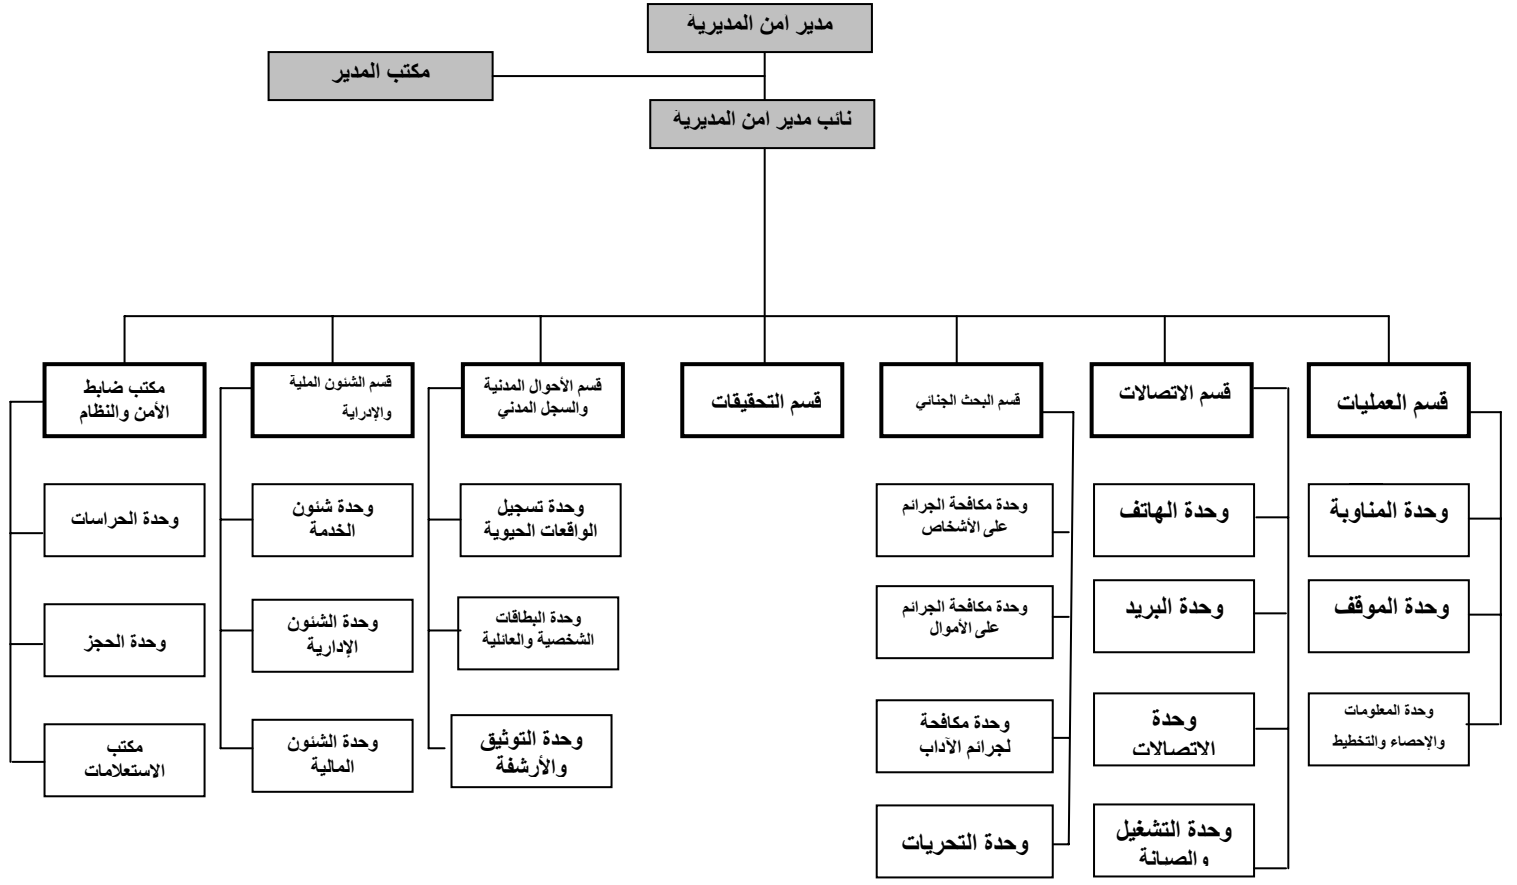 مدير امن المديرية
مكتب المدير
نائب مدير امن المديرية
قسم العمليات
قسم الاتصالات
قسم البحث الجنائي
قسم التحقيقات
قسم الأحوال المدنية
والسجل المدني
قسم الشئون الملية
والإدراية
مكتب ضابط
الأمن والنظام
وحدة المناوبة
وحدة الهاتف
وحدة مكافحة الجرائم
على الأشخاص
وحدة تسجيل
الواقعات الحيوية
وحدة شئون
الخدمة
وحدة الحراسات
وحدة الموقف
وحدة البريد
وحدة مكافحة الجرائم
على الأموال
وحدة البطاقات
الشخصية والعائلية
وحدة الشئون
الإدارية
وحدة الحجز
وحدة المعلومات
والإحصاء والتخطيط
وحدة
الاتصالات
وحدة مكافحة
لجرائم الآداب
وحدة التوثيق
والأرشفة
وحدة الشئون
المالية
مكتب
الاستعلامات
وحدة التشغيل
والصيانة
وحدة التحريات